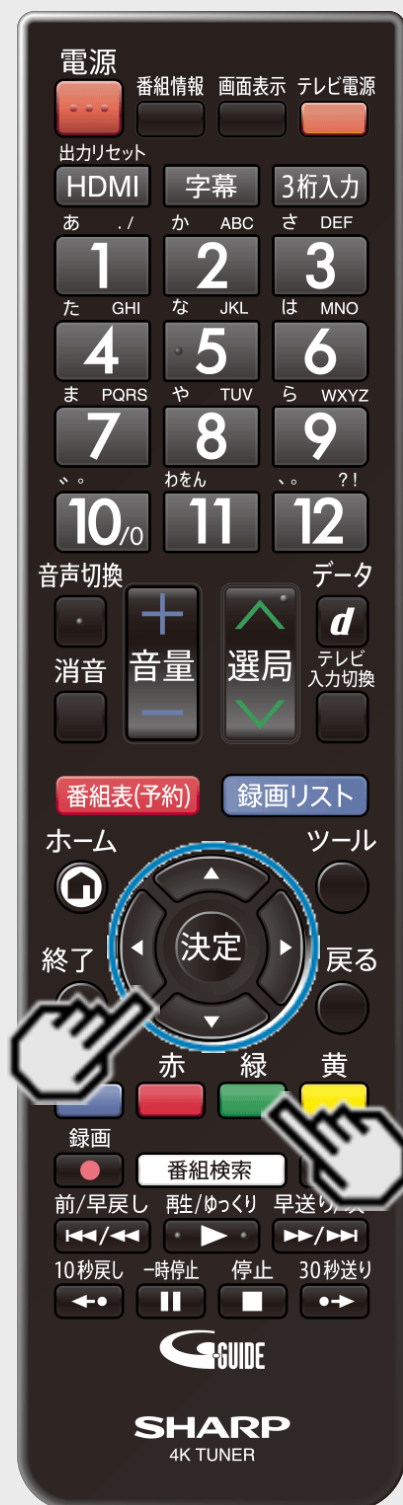 電源
番組情報 画面表示 テレビ電源
出力リセット
HDMI 字幕 3桁入力
あ ./ か ABC さ DEF
1 2 3
た GHI な JKL は MNO
4 5 6
ま PQRS や TUV ら WXYZ
7 8 9
゛゜ わをん 、。 ?!
10/0 11 12
音声切換 データ
+ 音量 − 選局 d
消音 テレビ
入力切換
番組表(予約) 録画リスト
ホーム ツール
決定
終了 戻る
赤 緑 黄
録画
番組検索
前/早戻し 再生/ゆっくり 早送り/
10秒戻し 一時停止 停止 30秒送り
G-GUIDE
SHARP
4K TUNER